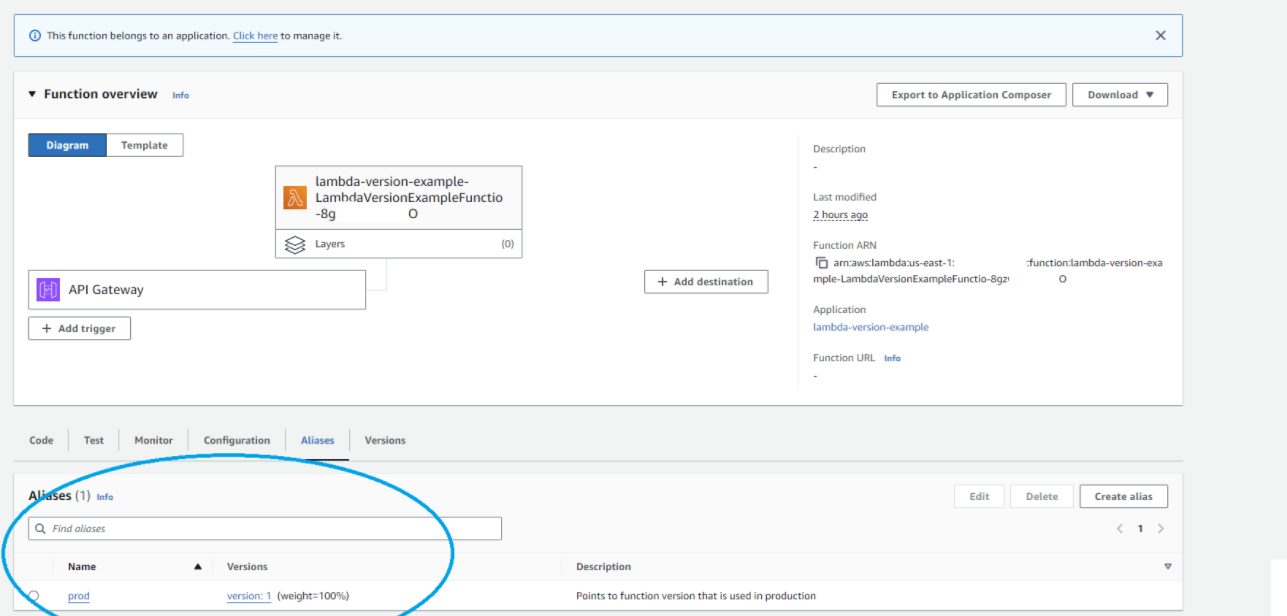 This function belongs to an application. Click here to manage it.
Function overview Info
Export to Application Composer
Download
Diagram
Template
lambda-version-example-
LambdaVersionExampleFunctio
-8g O
Layers (0)
API Gateway
+ Add trigger
+ Add destination
Description
-
Last modified
2 hours ago
Function ARN
arn:aws:lambda:us-east-1: :function:lambda-version-exa
mple-LambdaVersionExampleFunctio-8gz O
Application
lambda-version-example
Function URL Info
-
Code Test Monitor Configuration Aliases Versions
Aliases (1) Info
Edit Delete Create alias
Find aliases
1
Name Versions Description
prod version: 1 (weight=100%) Points to function version that is used in production